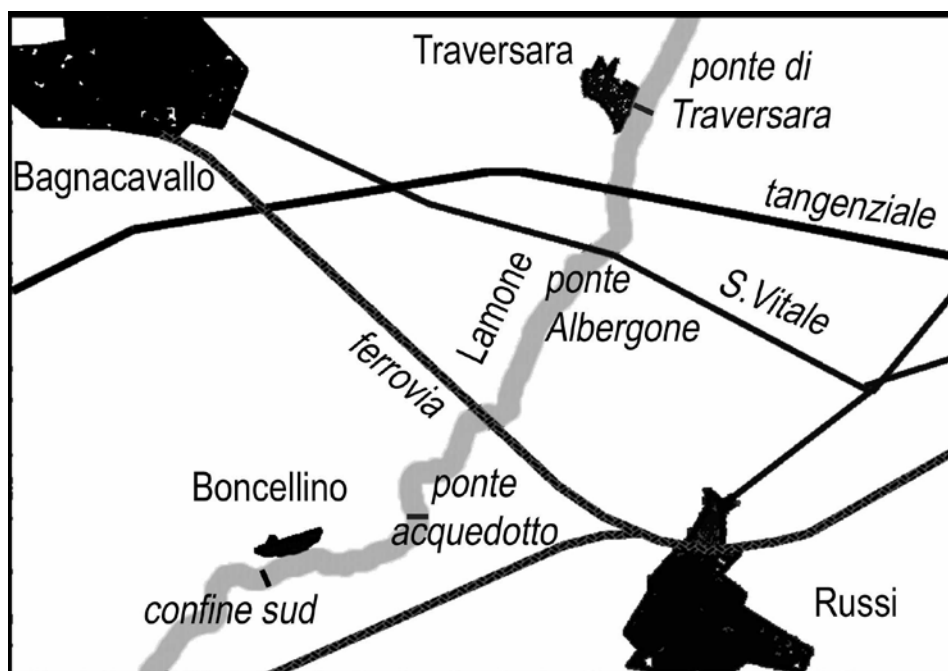 Traversara
ponte di
Traversara
Bagnacavallo
tangenziale
Lamone
ponte
Albergone
S.Vitale
ferrovia
Boncellino
ponte
acquedotto
confine sud
Russi